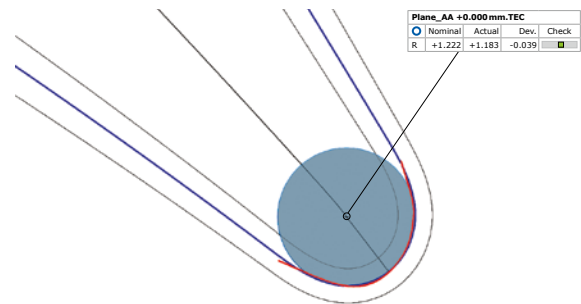 Plane_AA +0.000 mm.TEC
Nominal Actual Dev. Check
R +1.222 +1.183 -0.039